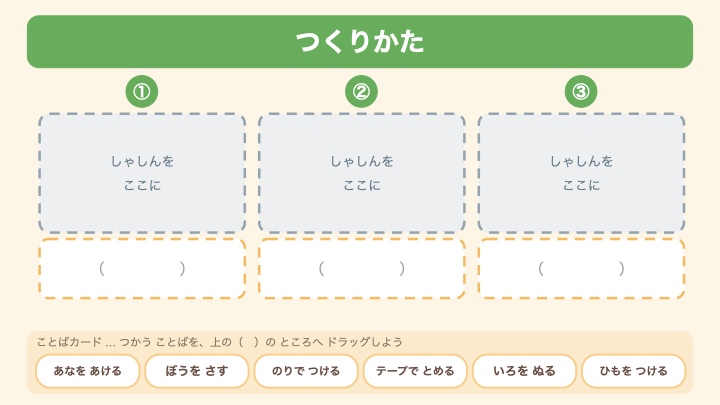 つくりかた
① ② ③
しゃしんを しゃしんを しゃしんを
ここに ここに ここに
（　　　） （　　　） （　　　）
ことばカード … つかう ことばを、上の（　）の ところへ ドラッグしよう
あなを あける ぼうを さす のりで つける テープで とめる いろを ぬる ひもを つける